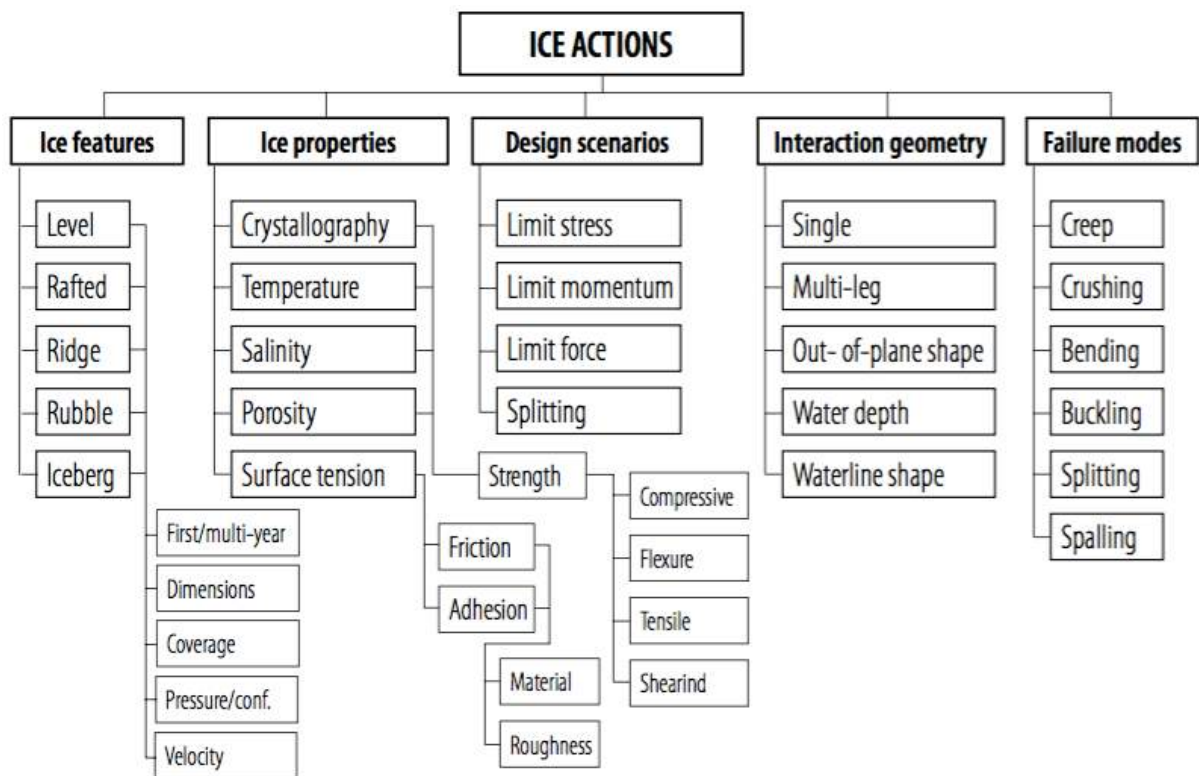 ICE ACTIONS
Ice features
Ice properties
Design scenarios
Interaction geometry
Failure modes
Level
Rafted
Ridge
Rubble
Iceberg
First/multi-year
Dimensions
Coverage
Pressure/conf.
Velocity
Crystallography
Temperature
Salinity
Porosity
Surface tension
Friction
Adhesion
Material
Roughness
Strength
Compressive
Flexure
Tensile
Shearind
Limit stress
Limit momentum
Limit force
Splitting
Single
Multi-leg
Out- of-plane shape
Water depth
Waterline shape
Creep
Crushing
Bending
Buckling
Splitting
Spalling